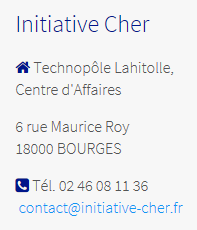 Initiative Cher
Technopôle Lahitolle,
Centre d'Affaires
6 rue Maurice Roy
18000 BOURGES
Tél. 02 46 08 11 36
contact@initiative-cher.fr